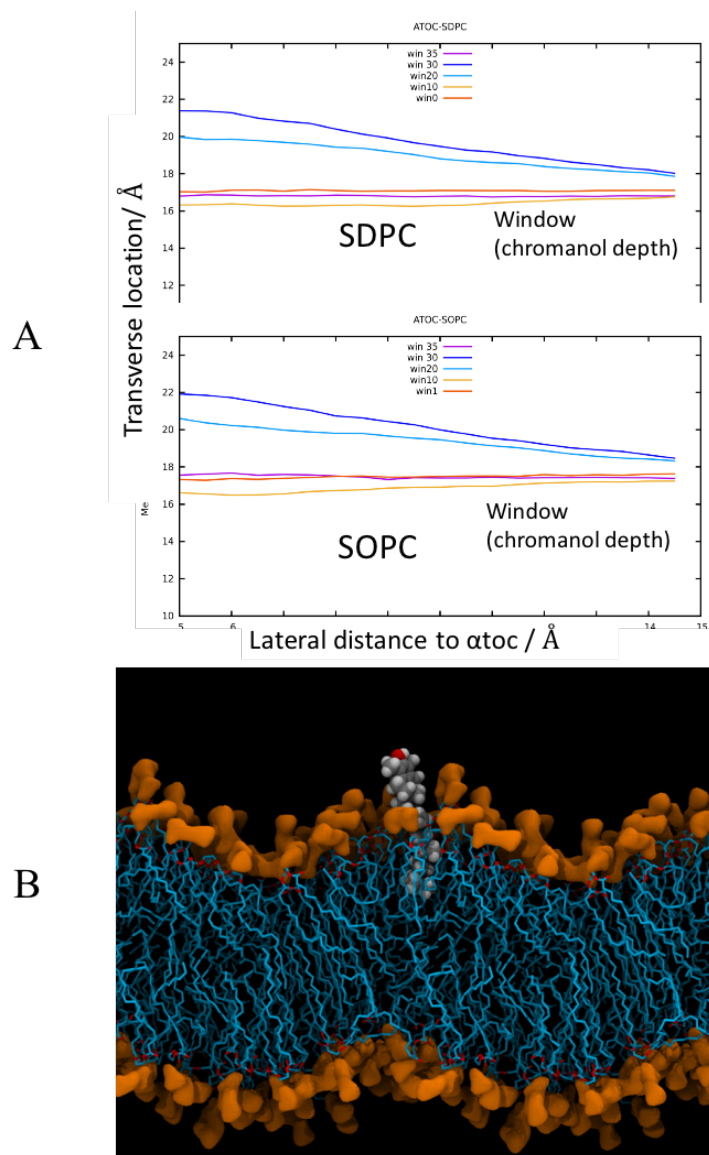 A
ATOC-SDPC
24
22
20
18
16
14
12
win 35
win 30
win20
win10
win0
SDPC
Window
(chromanol depth)
Transverse location/ Å
ATOC-SOPC
24
22
20
18
16
14
12
10
win 35
win 30
win20
win10
win1
SOPC
Window
(chromanol depth)
Me
5 6 14 15
Lateral distance to αtoc / Å
B